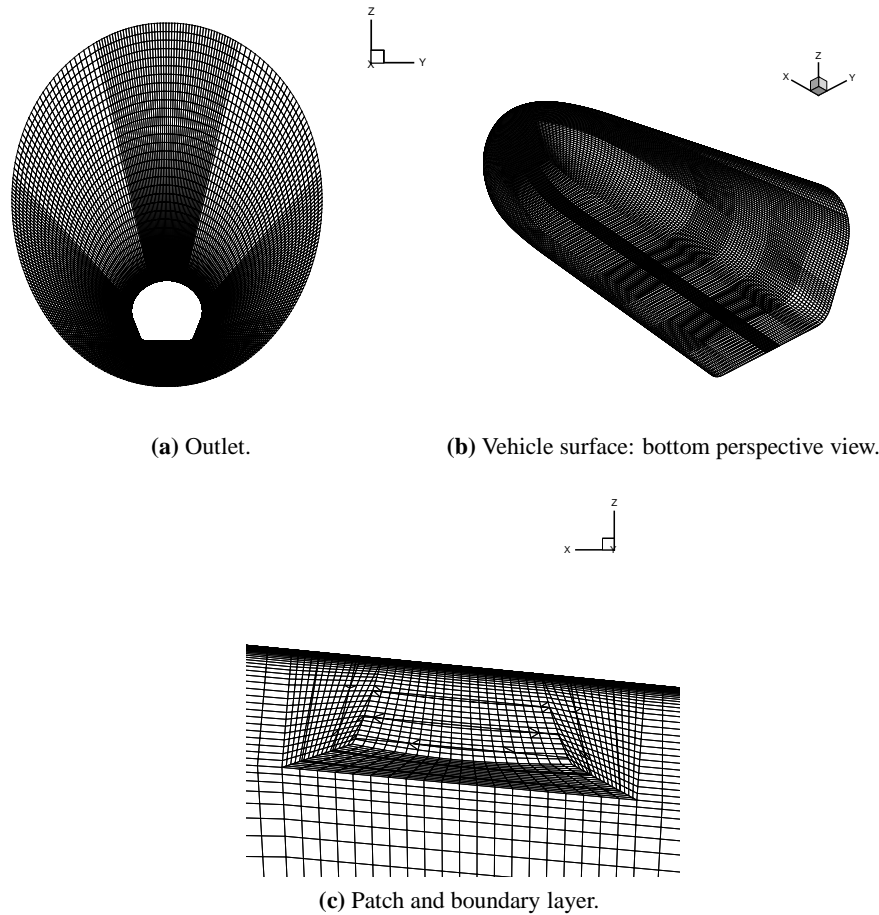 Z
X
Y
Z
X
Y
(a) Outlet.
(b) Vehicle surface: bottom perspective view.
Z
X
Y
(c) Patch and boundary layer.